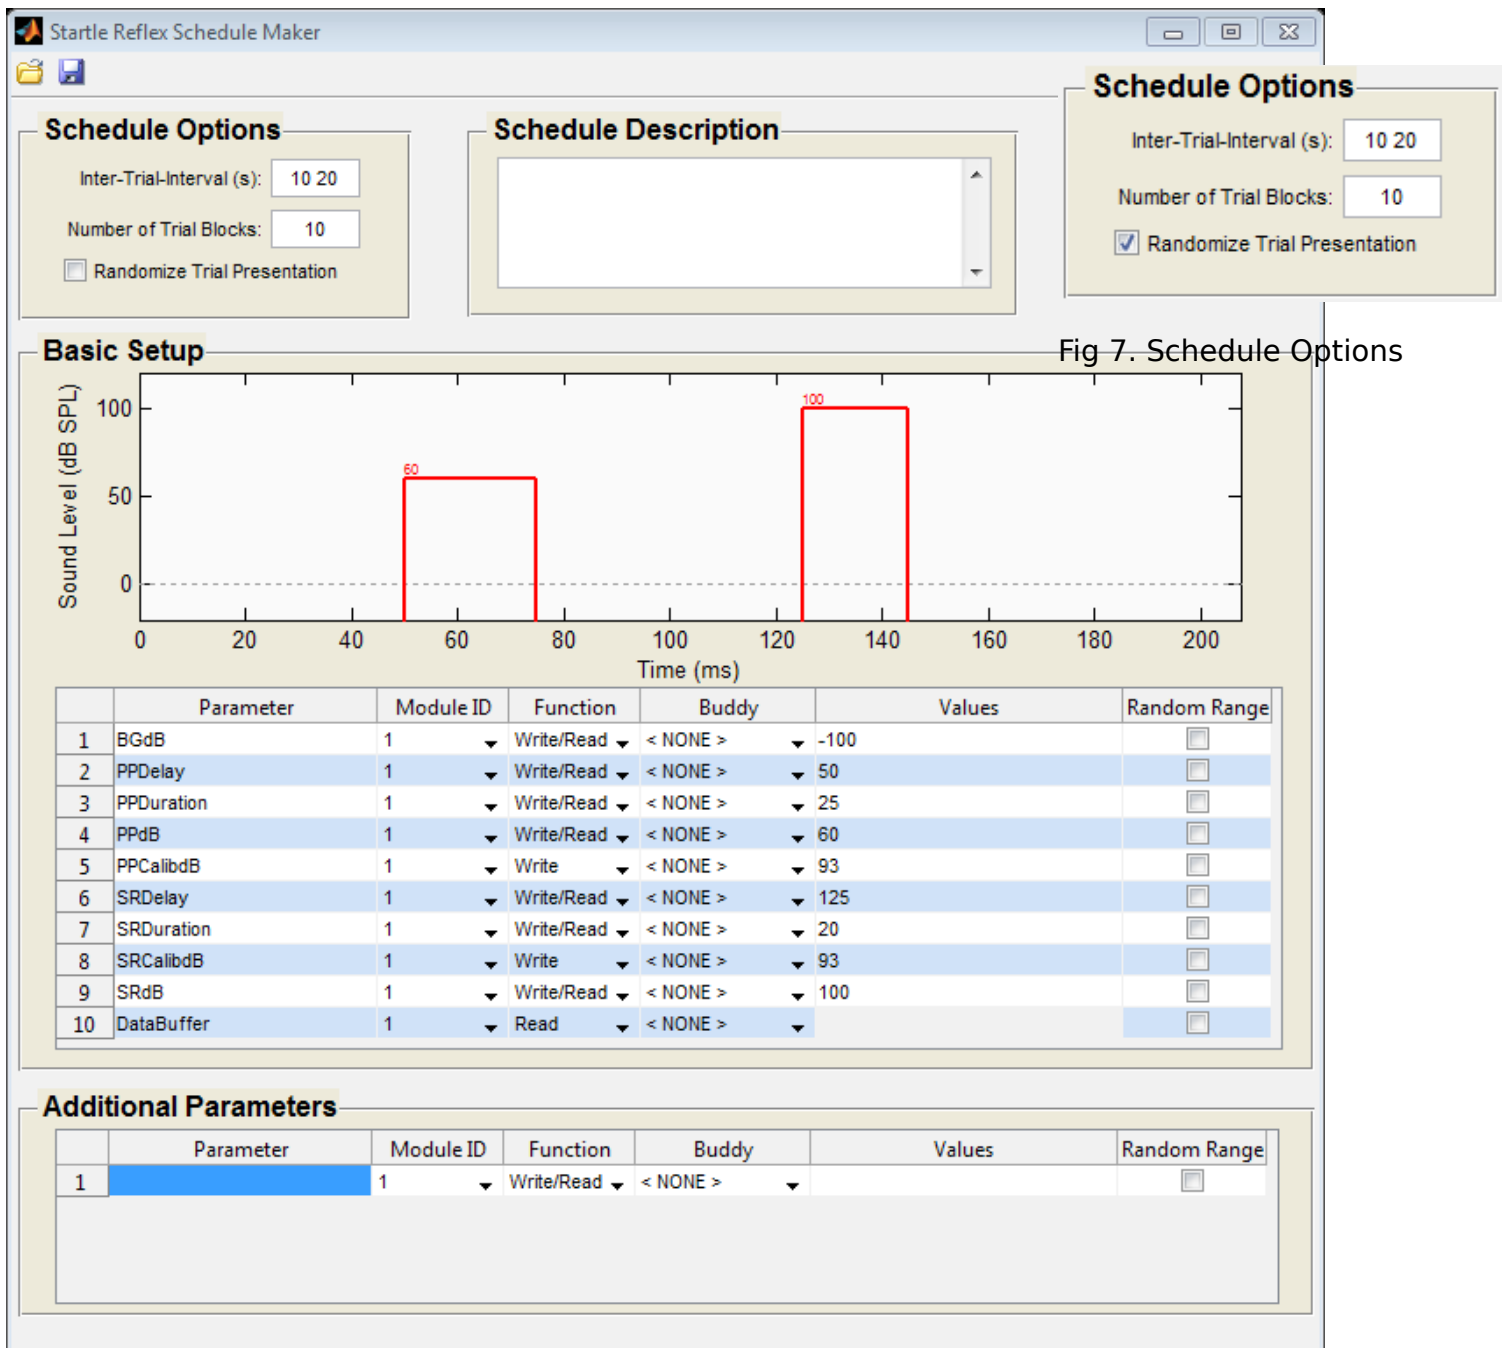 Startle Reflex Schedule Maker
Schedule Options
Inter-Trial-Interval (s): 10 20
Number of Trial Blocks: 10
Randomize Trial Presentation
Schedule Description
Schedule Options
Inter-Trial-Interval (s): 10 20
Number of Trial Blocks: 10
Randomize Trial Presentation
Fig 7. Schedule Options
Basic Setup
Sound Level (dB SPL)
100
50
0
60
100
0 20 40 60 80 100 120 140 160 180 200
Time (ms)
Parameter Module ID Function Buddy Values Random Range
1 BGdB 1 Write/Read < NONE > -100
2 PPDelay 1 Write/Read < NONE > 50
3 PPDuration 1 Write/Read < NONE > 25
4 PPdB 1 Write/Read < NONE > 60
5 PPCalibdB 1 Write < NONE > 93
6 SRDelay 1 Write/Read < NONE > 125
7 SRDuration 1 Write/Read < NONE > 20
8 SRCalibdB 1 Write < NONE > 93
9 SRdB 1 Write/Read < NONE > 100
10 DataBuffer 1 Read < NONE >
Additional Parameters
Parameter Module ID Function Buddy Values Random Range
1 1 Write/Read < NONE >